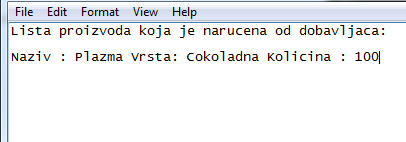 File Edit Format View Help
Lista proizvoda koja je narucena od dobavljaca:
Naziv : Plazma Vrsta: Cokoladna Kolicina : 100